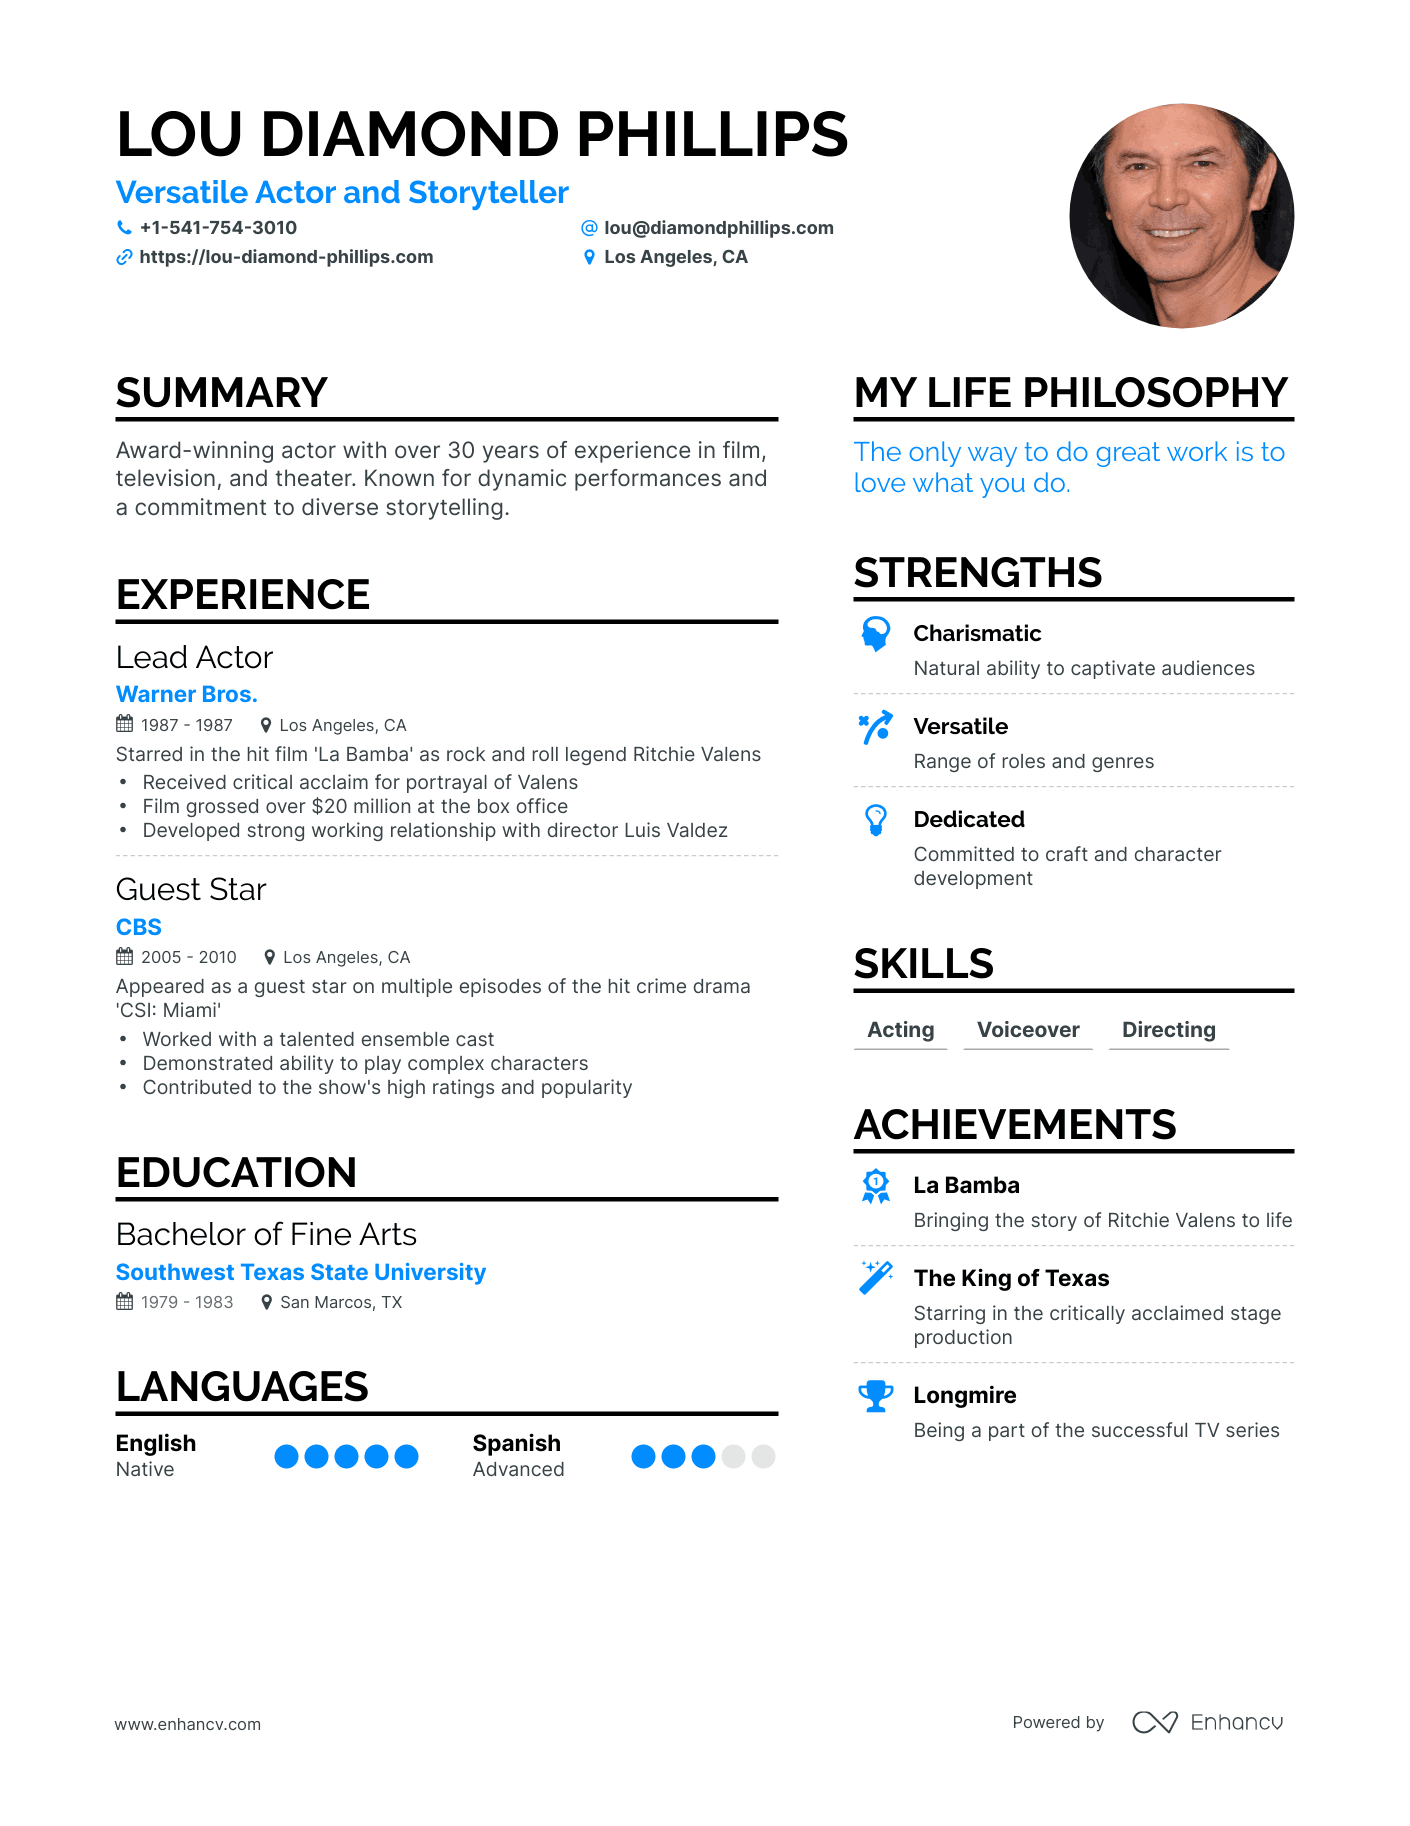 LOU DIAMOND PHILLIPS
Versatile Actor and Storyteller
+1-541-754-3010
lou@diamondphillips.com
https://lou-diamond-phillips.com
Los Angeles, CA
SUMMARY
Award-winning actor with over 30 years of experience in film,
television, and theater. Known for dynamic performances and
a commitment to diverse storytelling.
EXPERIENCE
Lead Actor
Warner Bros.
1987 - 1987 Los Angeles, CA
Starred in the hit film 'La Bamba' as rock and roll legend Ritchie Valens
• Received critical acclaim for portrayal of Valens
• Film grossed over $20 million at the box office
• Developed strong working relationship with director Luis Valdez
Guest Star
CBS
2005 - 2010 Los Angeles, CA
Appeared as a guest star on multiple episodes of the hit crime drama
'CSI: Miami'
• Worked with a talented ensemble cast
• Demonstrated ability to play complex characters
• Contributed to the show's high ratings and popularity
EDUCATION
Bachelor of Fine Arts
Southwest Texas State University
1979 - 1983 San Marcos, TX
LANGUAGES
English
Native
Spanish
Advanced
MY LIFE PHILOSOPHY
The only way to do great work is to
love what you do.
STRENGTHS
Charismatic
Natural ability to captivate audiences
Versatile
Range of roles and genres
Dedicated
Committed to craft and character
development
SKILLS
Acting Voiceover Directing
ACHIEVEMENTS
1
La Bamba
Bringing the story of Ritchie Valens to life
The King of Texas
Starring in the critically acclaimed stage
production
Longmire
Being a part of the successful TV series
www.enhancv.com
Powered by Enhancv